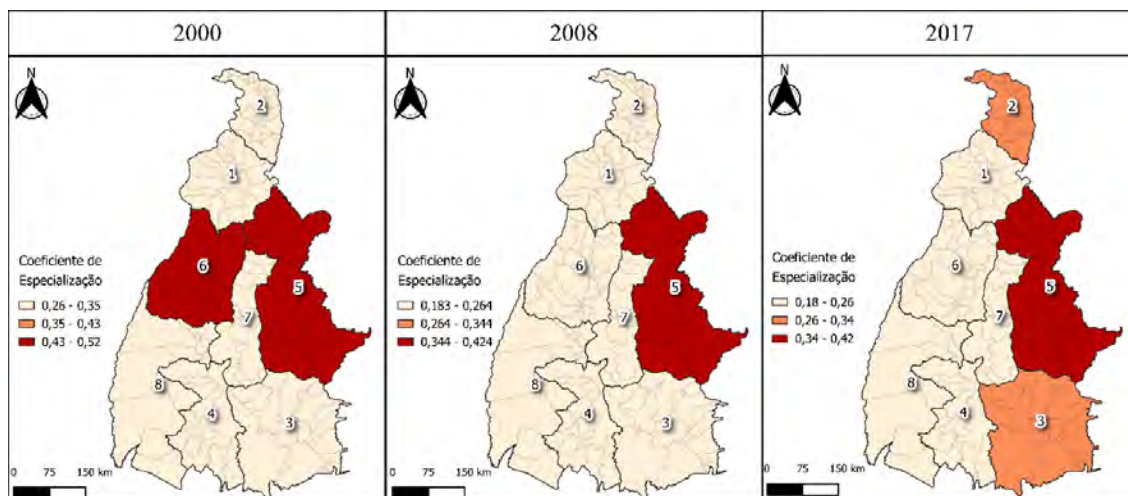 2000
2008
2017
N
2
1
6
5
7
8
4
3
Coeficiente de
Especialização
0,26 - 0,35
0,35 - 0,43
0,43 - 0,52
0 75 150 km
N
2
1
6
5
7
8
4
3
Coeficiente de
Especialização
0,183 - 0,264
0,264 - 0,344
0,344 - 0,424
0 75 150 km
N
2
1
6
5
7
8
4
3
Coeficiente de
Especialização
0,18 - 0,26
0,26 - 0,34
0,34 - 0,42
0 75 150 km